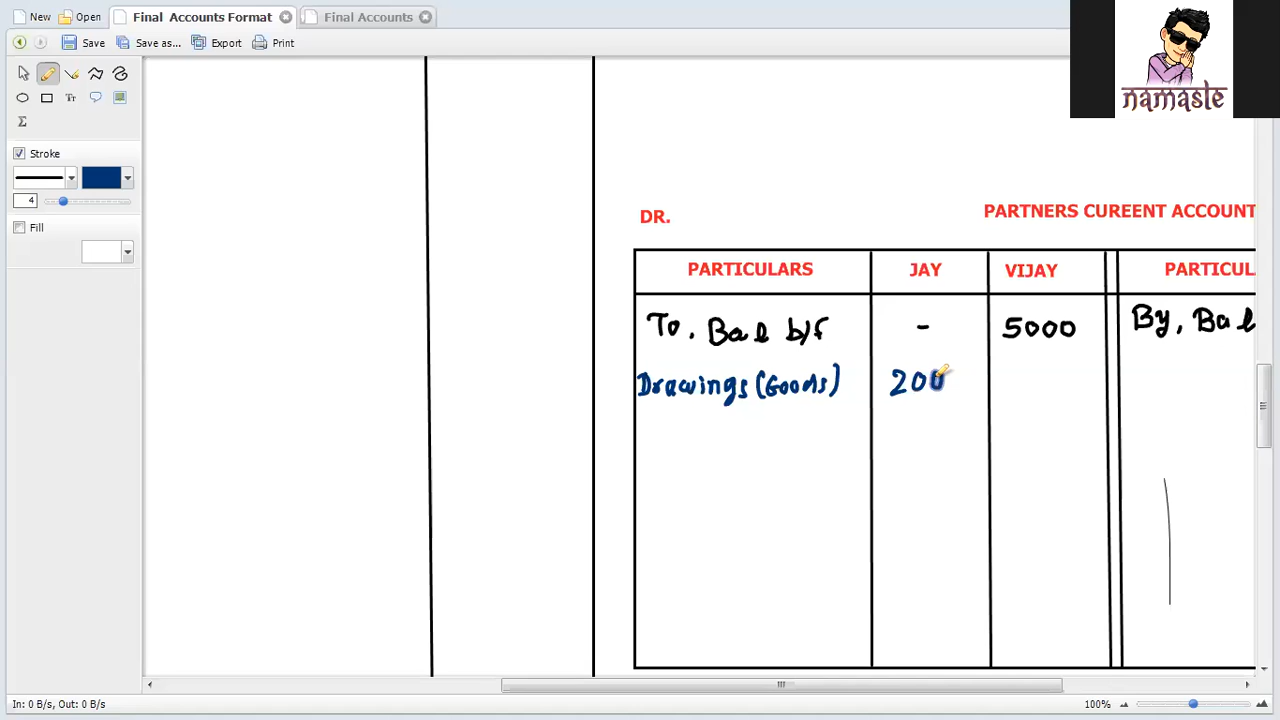 New Open Final Accounts Format Final Accounts
Save Save as... Export Print
namaste
Tт
Σ
Stroke
4
Fill
DR. PARTNERS CUREENT ACCOUNT
PARTICULARS JAY VIJAY PARTICUL
To, Bal b/f - 5000 By, Bal
Drawings (Goods) 200
In: 0 B/s, Out: 0 B/s 100%